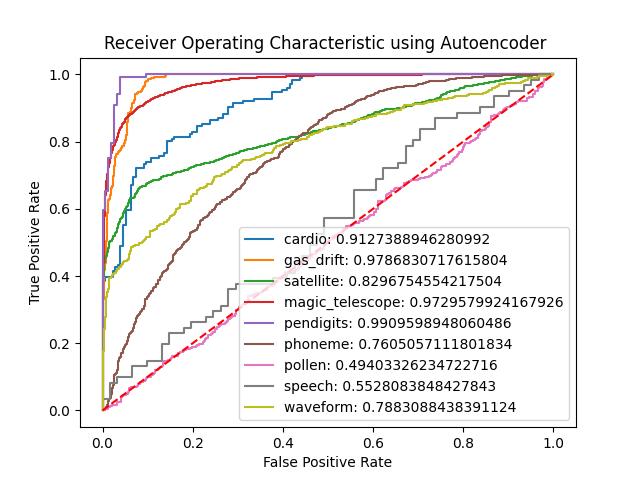 Receiver Operating Characteristic using Autoencoder
True Positive Rate
1.0
0.8
0.6
0.4
0.2
0.0
cardio: 0.9127388946280992
gas_drift: 0.9786830717615804
satellite: 0.8296754554217504
magic_telescope: 0.9729579924167926
pendigits: 0.9909598948060486
phoneme: 0.7605057111801834
pollen: 0.49403326234722716
speech: 0.5528083848427843
waveform: 0.7883088438391124
0.0 0.2 0.4 0.6 0.8 1.0
False Positive Rate